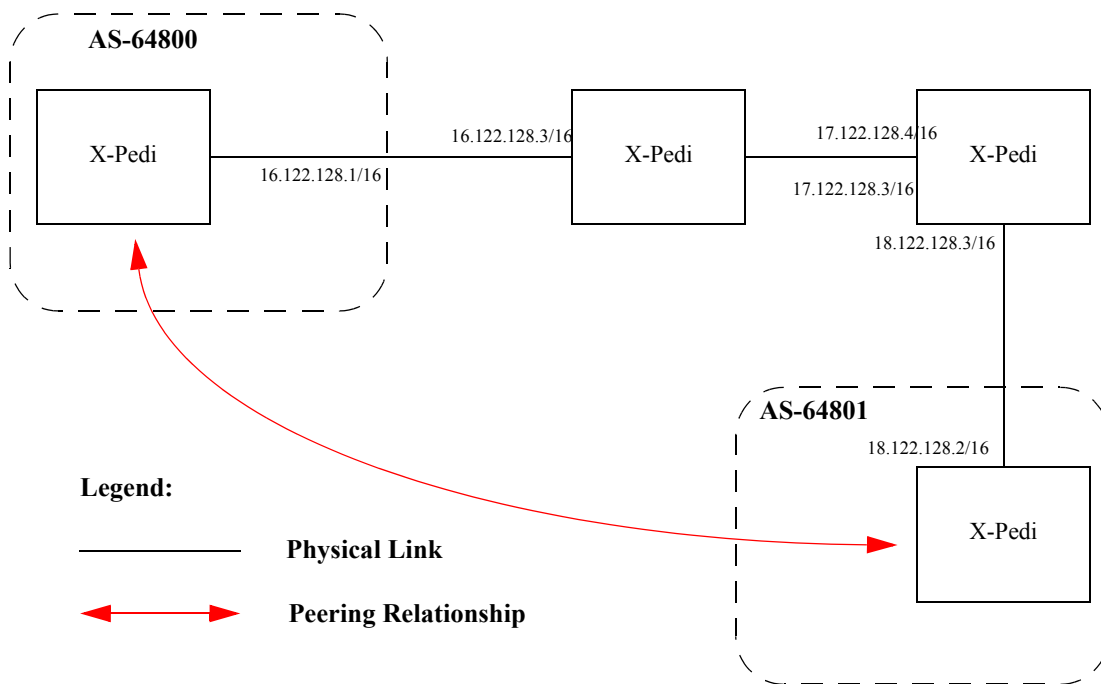 AS-64800
X-Pedi
16.122.128.1/16
16.122.128.3/16
X-Pedi
17.122.128.4/16
17.122.128.3/16
X-Pedi
18.122.128.3/16
AS-64801
18.122.128.2/16
X-Pedi
Legend:
Physical Link
Peering Relationship